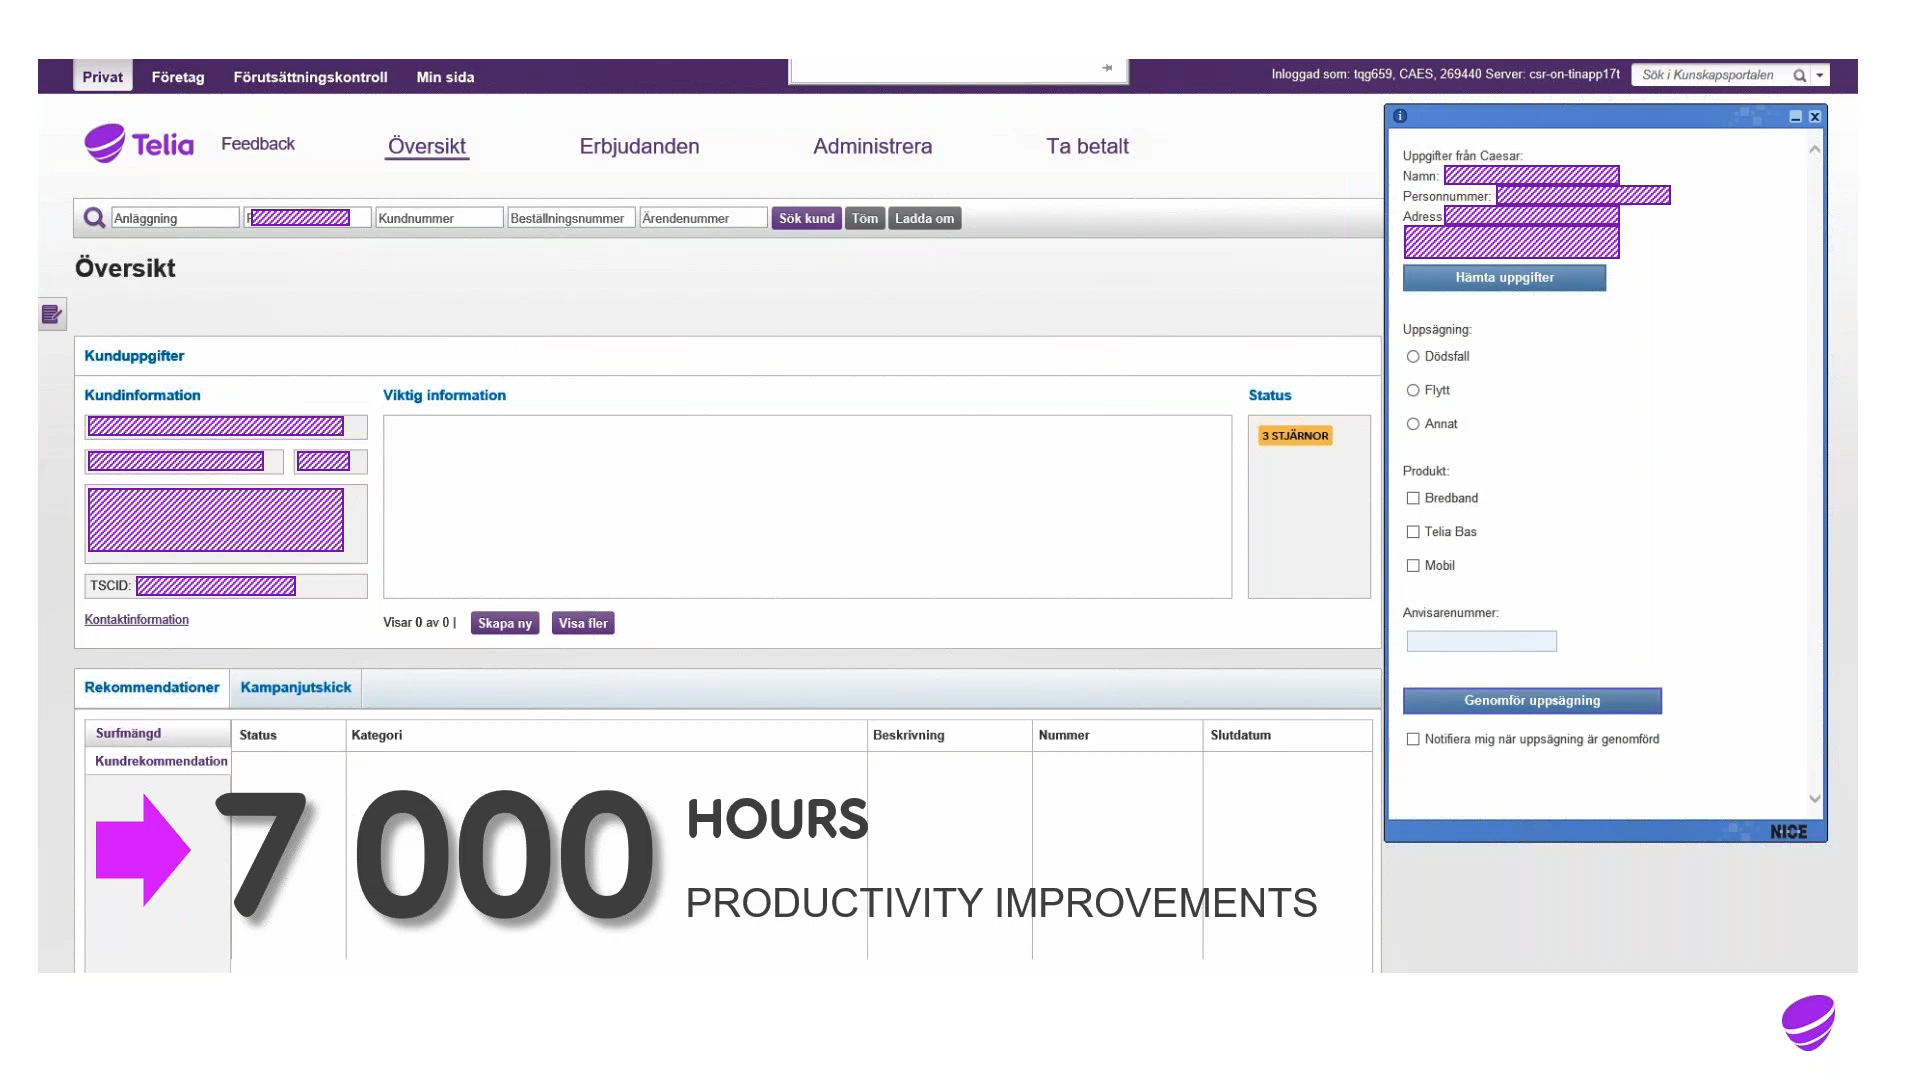 Privat Företag Förutsättningskontroll Min sida
Inloggad som: tqg659, CAES, 269440 Server: csr-on-tinapp17t Sök i Kunskapsportalen
Telia Feedback Översikt Erbjudanden Administrera Ta betalt
Anläggning Kundnummer Beställningsnummer Ärendenummer Sök kund Töm Ladda om
Översikt
Kunduppgifter
Kundinformation Viktig information Status
3 STJÄRNOR
TSCID:
Kontaktinformation
Visar 0 av 0 | Skapa ny Visa fler
Rekommendationer Kampanjutskick
Surfmängd Status Kategori Beskrivning Nummer Slutdatum
Kundrekommendation
7 000 HOURS
PRODUCTIVITY IMPROVEMENTS
Uppgifter från Caesar:
Namn:
Personnummer:
Adress
Hämta uppgifter
Uppsägning:
Dödsfall
Flytt
Annat
Produkt:
Bredband
Telia Bas
Mobil
Anvisarenummer:
Genomför uppsägning
Notifiera mig när uppsägning är genomförd
NICE